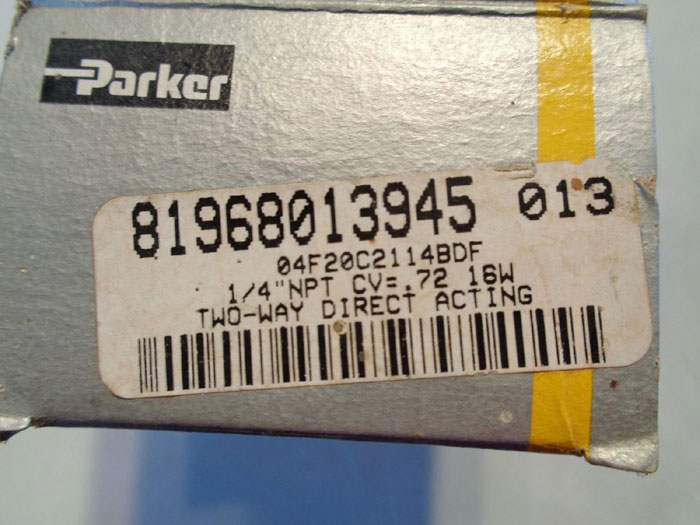 Parker
81968013945 013
04F20C2114BDF
1/4"NPT CV=.72 16W
TWO-WAY DIRECT ACTING